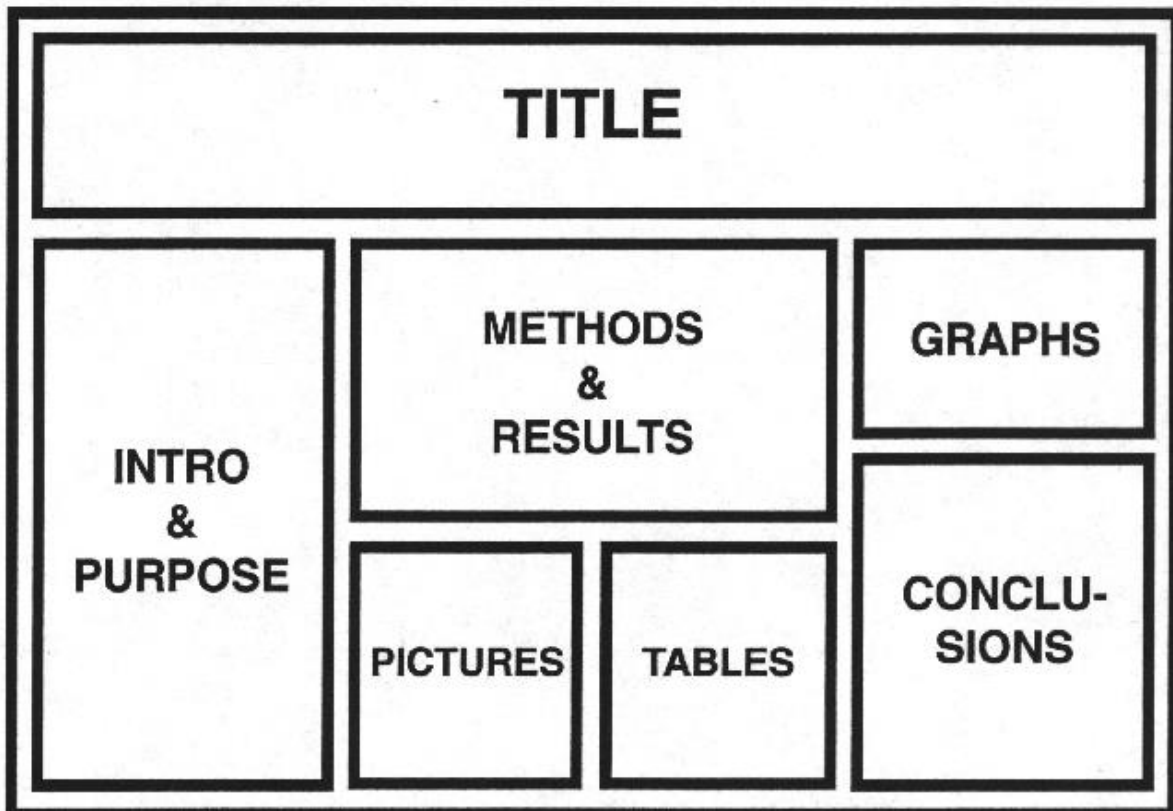 TITLE
INTRO
&
PURPOSE
METHODS
&
RESULTS
PICTURES
TABLES
GRAPHS
CONCLU-
SIONS